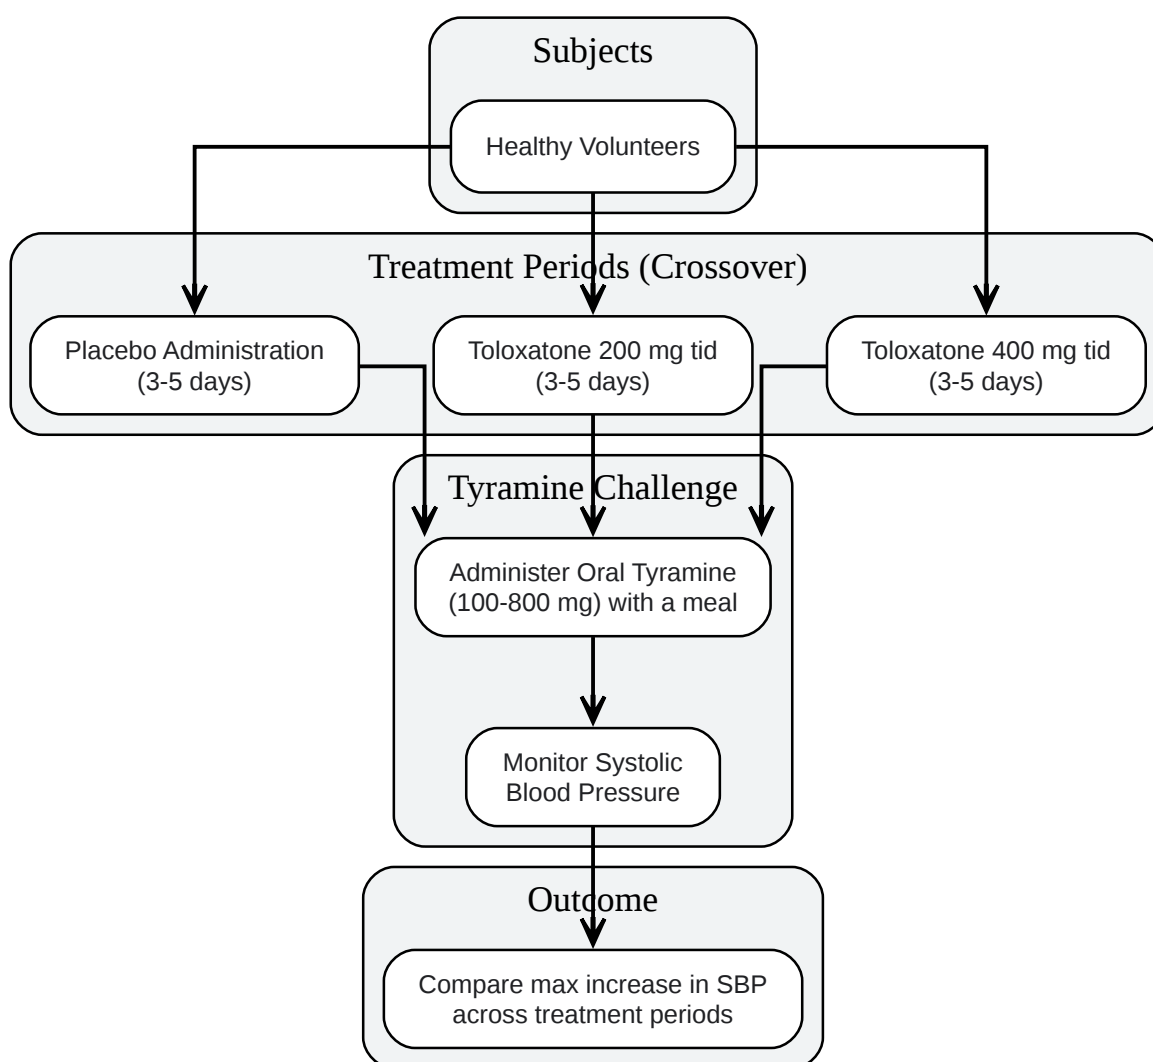 Subjects
Healthy Volunteers
Treatment Periods (Crossover)
Placebo Administration
(3-5 days)
Toloxatone 200 mg tid
(3-5 days)
Toloxatone 400 mg tid
(3-5 days)
Tyramine Challenge
Administer Oral Tyramine
(100-800 mg) with a meal
Monitor Systolic
Blood Pressure
Outcome
Compare max increase in SBP
across treatment periods